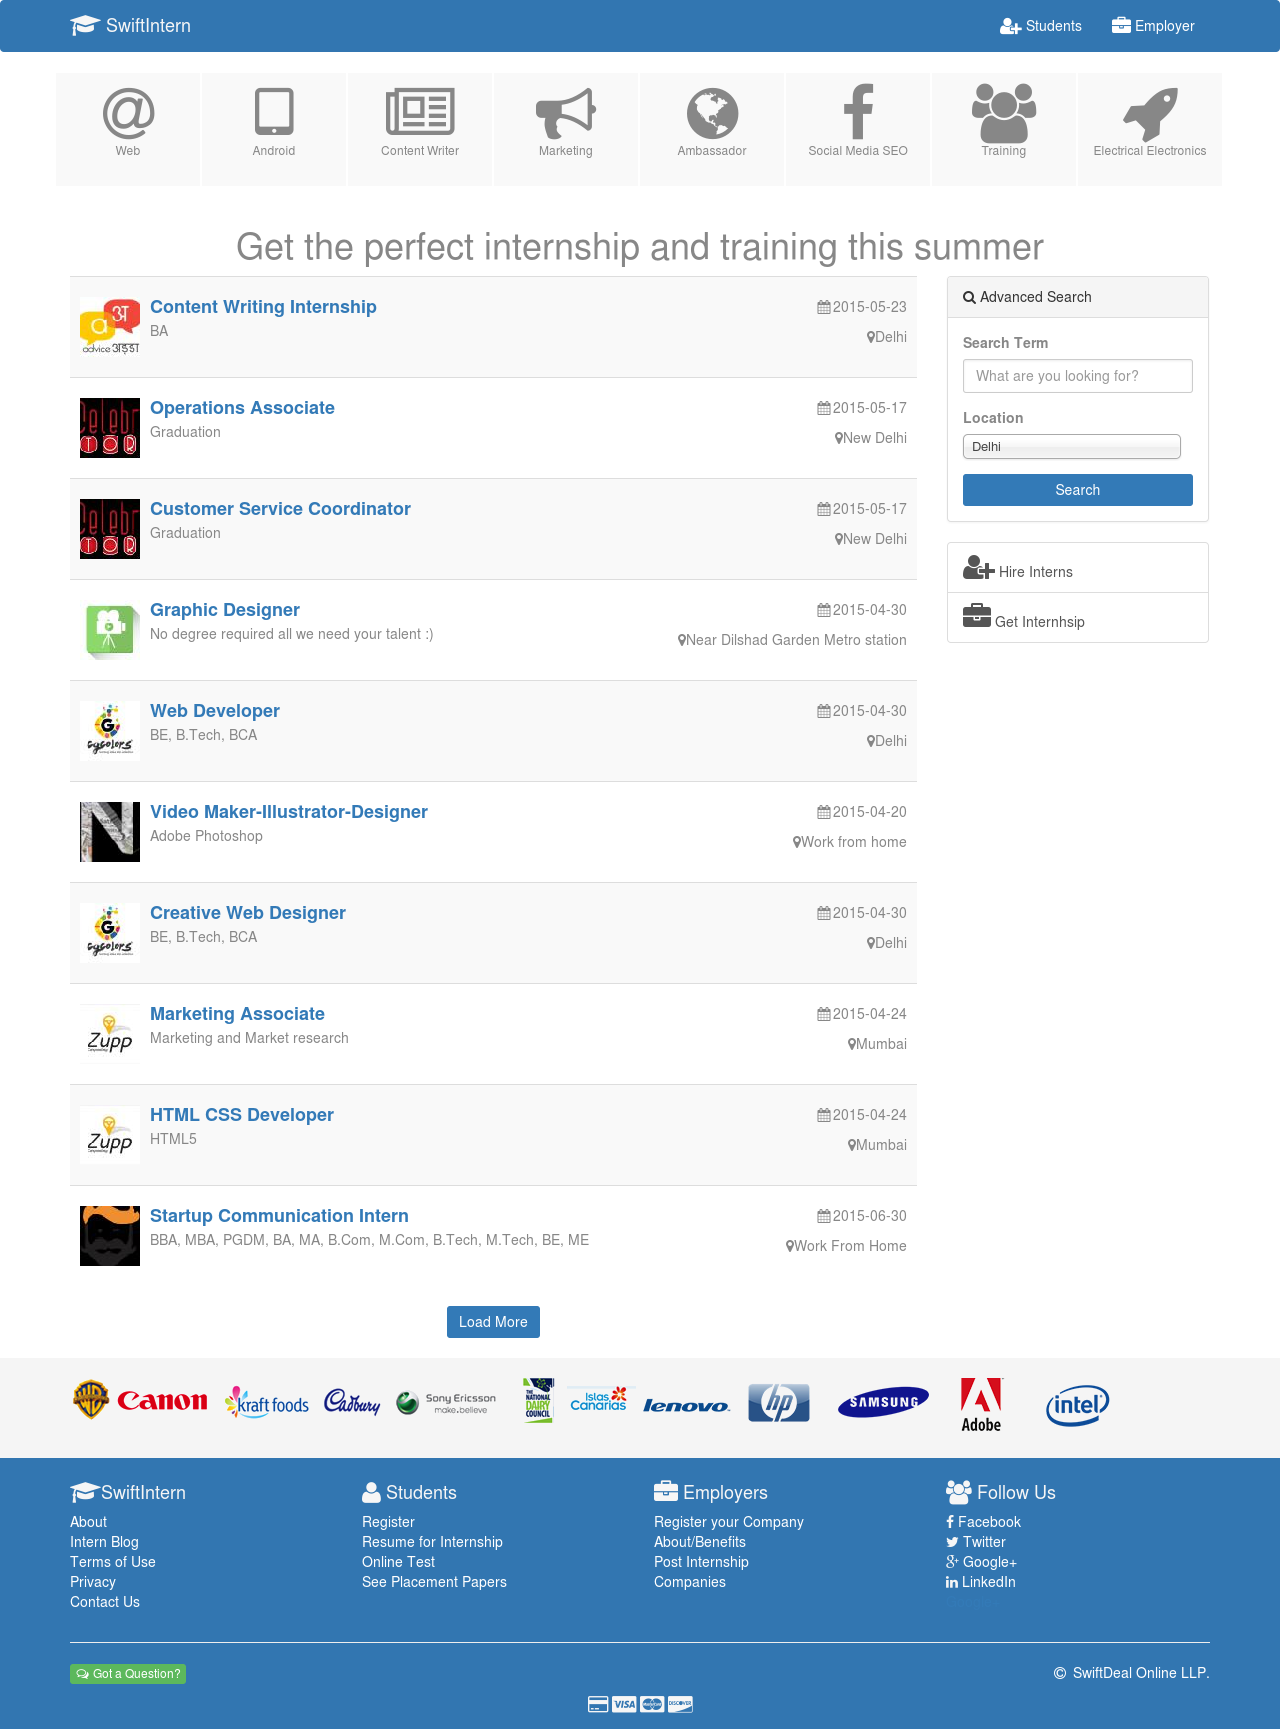 SwiftIntern
Students
Employer
Web
Android
Content Writer
Marketing
Ambassador
Social Media SEO
Training
Electrical Electronics
Get the perfect internship and training this summer
Content Writing Internship
2015-05-23
BA
Delhi
advice अड्डा
Operations Associate
2015-05-17
Graduation
New Delhi
Customer Service Coordinator
2015-05-17
Graduation
New Delhi
Graphic Designer
2015-04-30
No degree required all we need your talent :)
Near Dilshad Garden Metro station
Web Developer
2015-04-30
BE, B.Tech, BCA
Delhi
Video Maker-Illustrator-Designer
2015-04-20
Adobe Photoshop
Work from home
Creative Web Designer
2015-04-30
BE, B.Tech, BCA
Delhi
Marketing Associate
2015-04-24
Marketing and Market research
Mumbai
Zupp
HTML CSS Developer
2015-04-24
HTML5
Mumbai
Zupp
Startup Communication Intern
2015-06-30
BBA, MBA, PGDM, BA, MA, B.Com, M.Com, B.Tech, M.Tech, BE, ME
Work From Home
Load More
Advanced Search
Search Term
What are you looking for?
Location
Delhi
Search
Hire Interns
Get Internhsip
Canon
kraft foods
Cadbury
Sony Ericsson
make.believe
THE NATIONAL DAIRY COUNCIL
Islas Canarias
lenovo
hp
SAMSUNG
Adobe
intel
SwiftIntern
About
Intern Blog
Terms of Use
Privacy
Contact Us
Students
Register
Resume for Internship
Online Test
See Placement Papers
Employers
Register your Company
About/Benefits
Post Internship
Companies
Follow Us
Facebook
Twitter
Google+
LinkedIn
Got a Question?
© SwiftDeal Online LLP.
VISA
DISCOVER